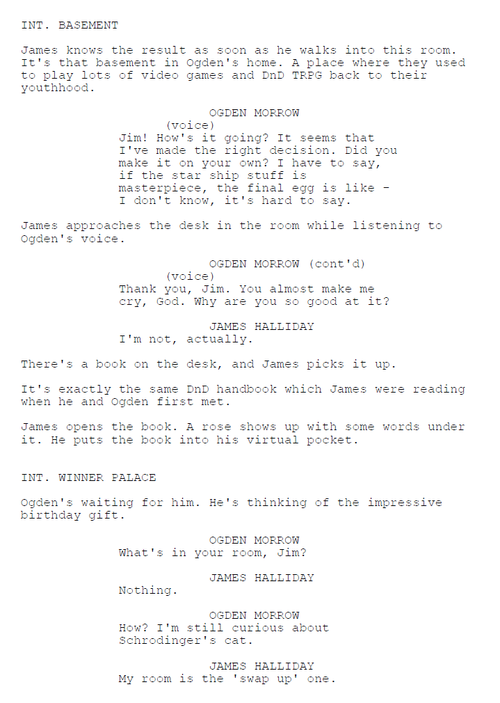 INT. BASEMENT
James knows the result as soon as he walks into this room.
It's that basement in Ogden's home. A place where they used
to play lots of video games and DnD TRPG back to their
youthhood.
OGDEN MORROW
(voice)
Jim! How's it going? It seems that
I've made the right decision. Did you
make it on your own? I have to say,
if the star ship stuff is
masterpiece, the final egg is like -
I don't know, it's hard to say.
James approaches the desk in the room while listening to
Ogden's voice.
OGDEN MORROW (cont'd)
(voice)
Thank you, Jim. You almost make me
cry, God. Why are you so good at it?
JAMES HALLIDAY
I'm not, actually.
There's a book on the desk, and James picks it up.
It's exactly the same DnD handbook which James were reading
when he and Ogden first met.
James opens the book. A rose shows up with some words under
it. He puts the book into his virtual pocket.
INT. WINNER PALACE
Ogden's waiting for him. He's thinking of the impressive
birthday gift.
OGDEN MORROW
What's in your room, Jim?
JAMES HALLIDAY
Nothing.
OGDEN MORROW
How? I'm still curious about
Schrodinger's cat.
JAMES HALLIDAY
My room is the 'swap up' one.